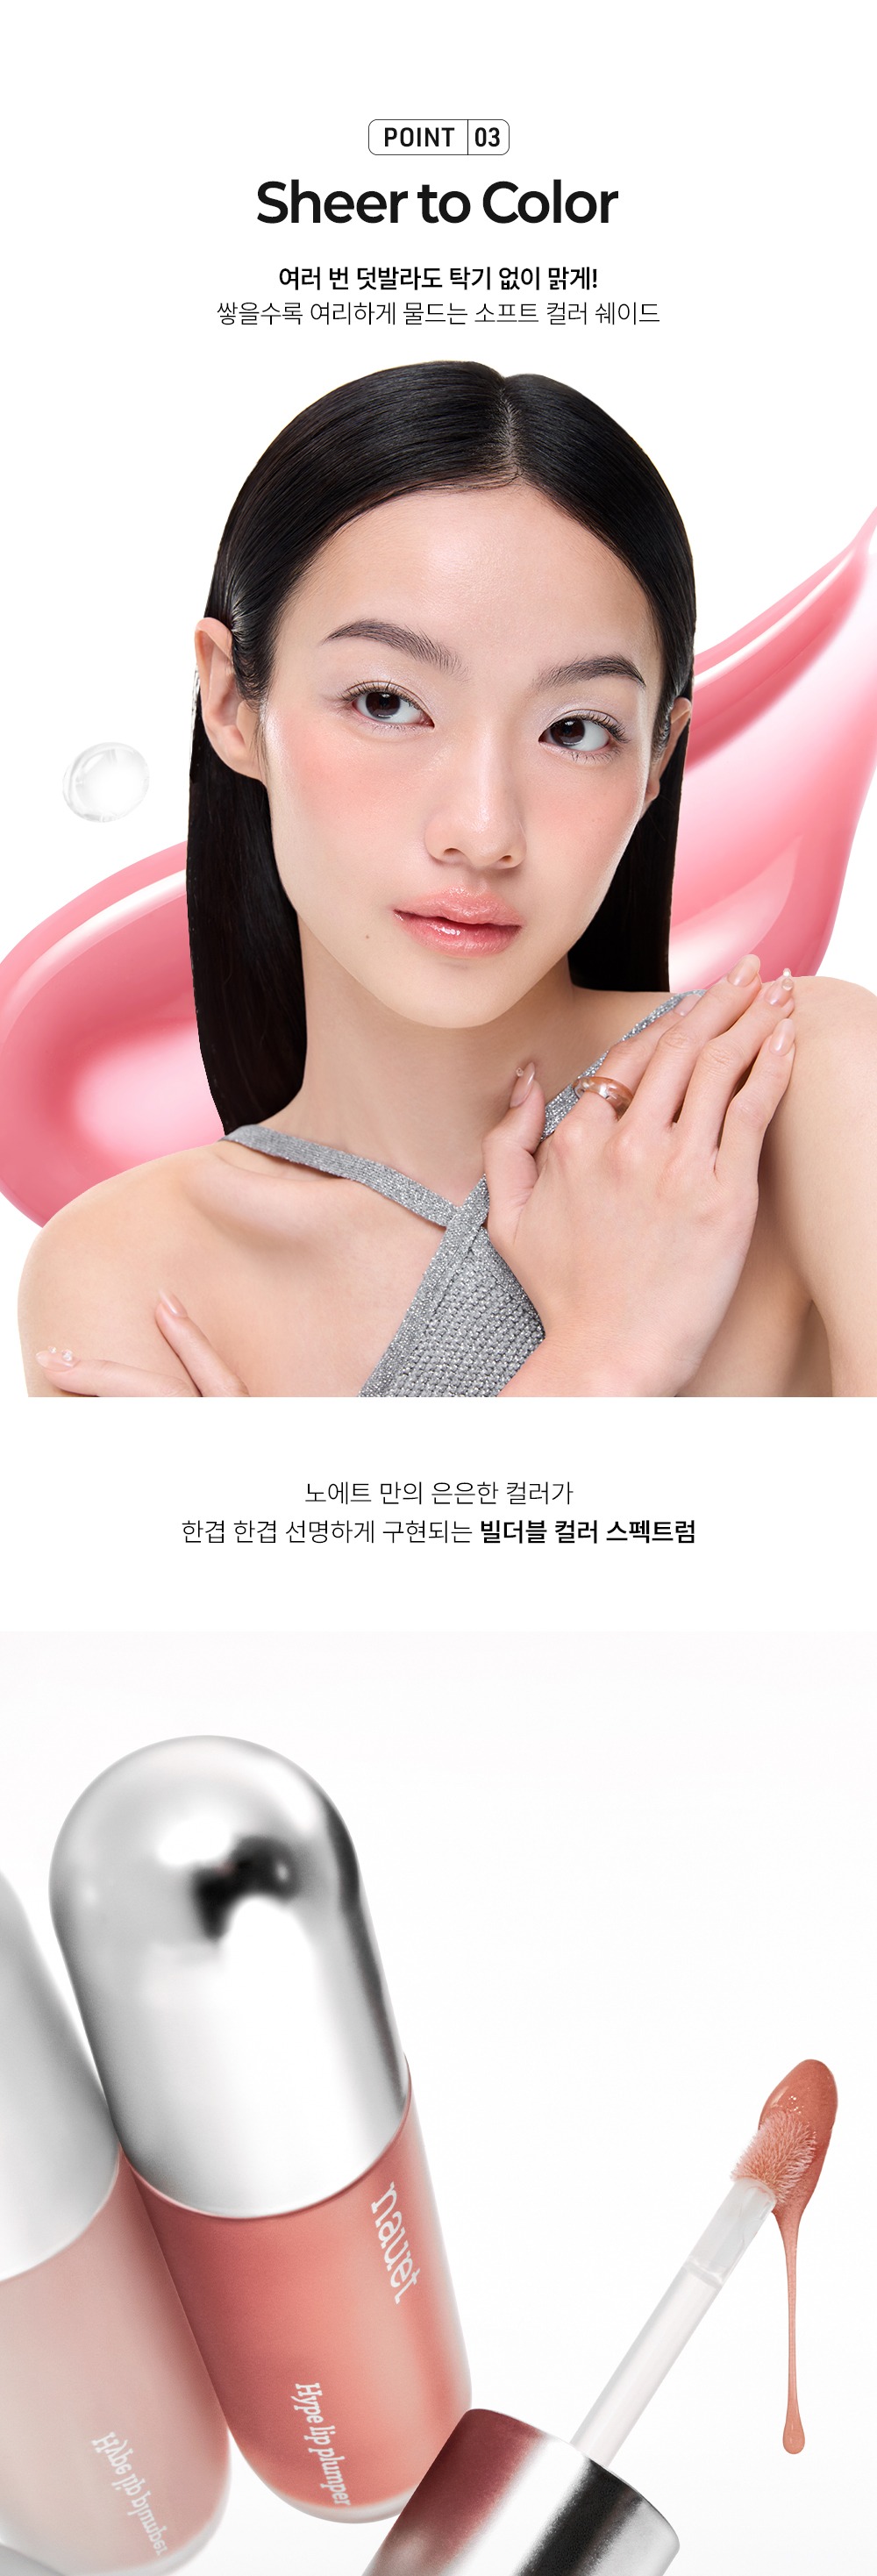 POINT 03
Sheer to Color
여러 번 덧발라도 탁기 없이 맑게!
쌓을수록 여리하게 물드는 소프트 컬러 쉐이드
노에트 만의 은은한 컬러가
한겹 한겹 선명하게 구현되는 빌더블 컬러 스펙트럼
nauet
Hype lip plumper
Hype lip plumper